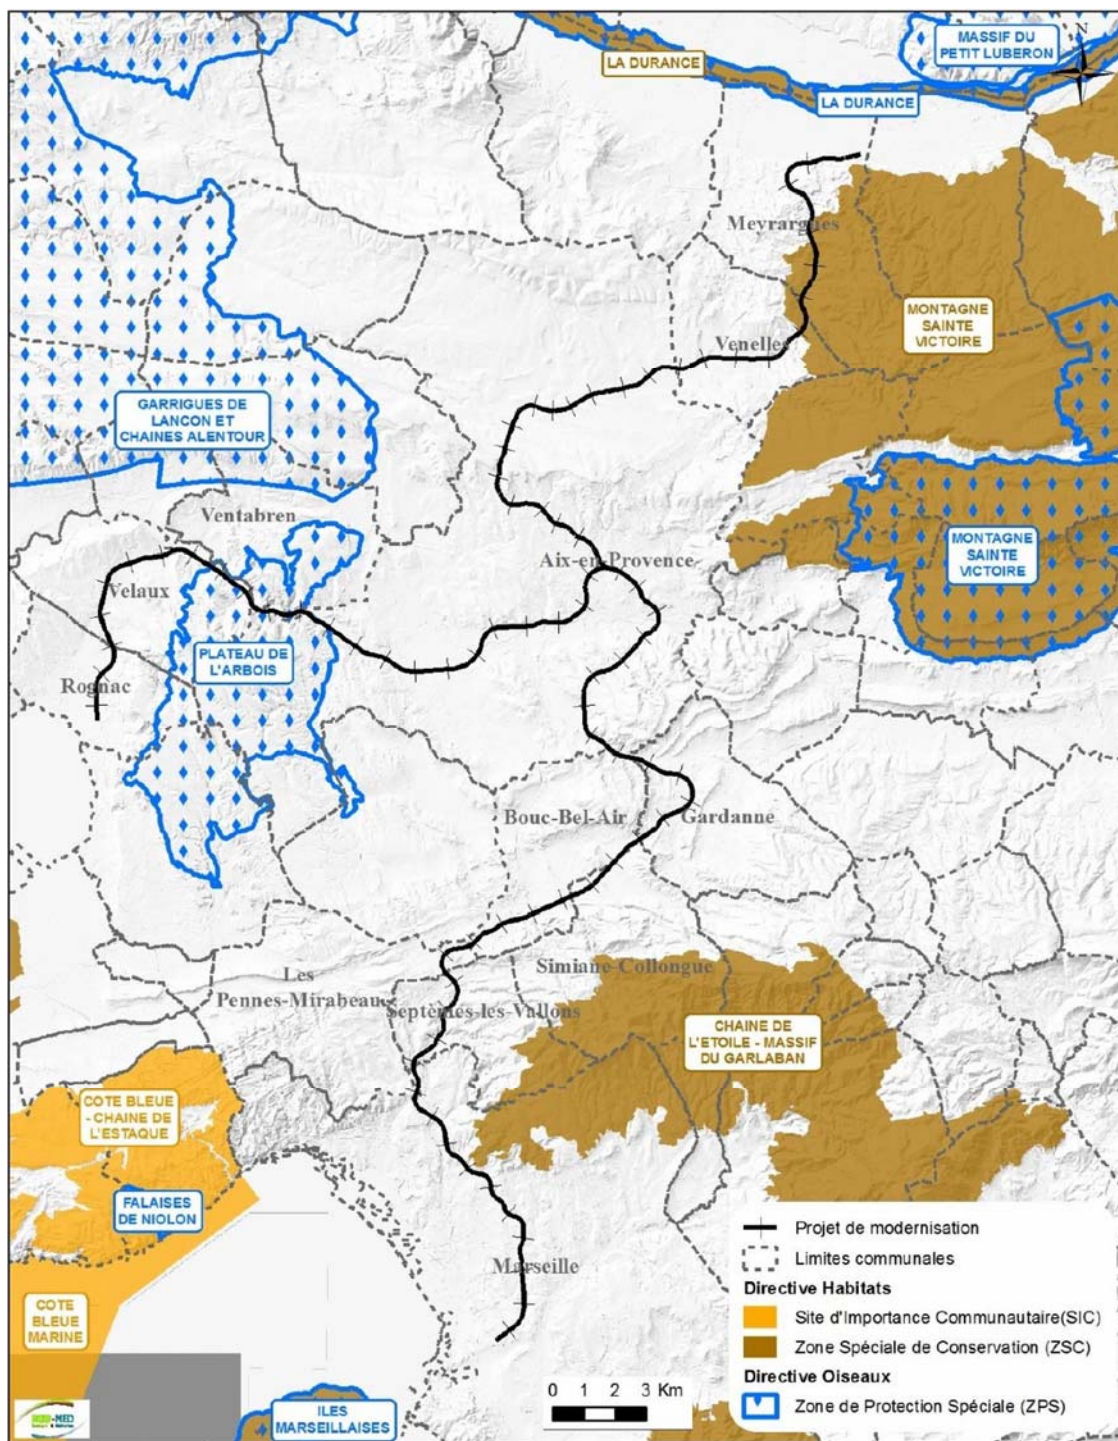 MASSIF DU
PETIT LUBERON
N
LA DURANCE
LA DURANCE
Meyrargues
MONTAGNE
SAINTE
VICTOIRE
Venelles
GARRIGUES DE
LANCON ET
CHAINES ALENTOUR
Ventabren
Aix-en-Provence
MONTAGNE
SAINTE
VICTOIRE
Velaux
PLATEAU DE
L'ARBOIS
Rognac
Bouc-Bel-Air
Gardanne
Simiane-Collongue
Les
Pennes-Mirabeau
Septèmes-les-Vallons
CHAINE DE
L'ETOILE - MASSIF
DU GARLABAN
COTE BLEUE
- CHAINE DE
L'ESTAQUE
FALAISES
DE NIOLON
Marseille
COTE
BLEUE
MARINE
ILES
MARSEILLAISES
0 1 2 3 Km
Projet de modernisation
Limites communales
Directive Habitats
Site d'Importance Communautaire(SIC)
Zone Spéciale de Conservation (ZSC)
Directive Oiseaux
Zone de Protection Spéciale (ZPS)